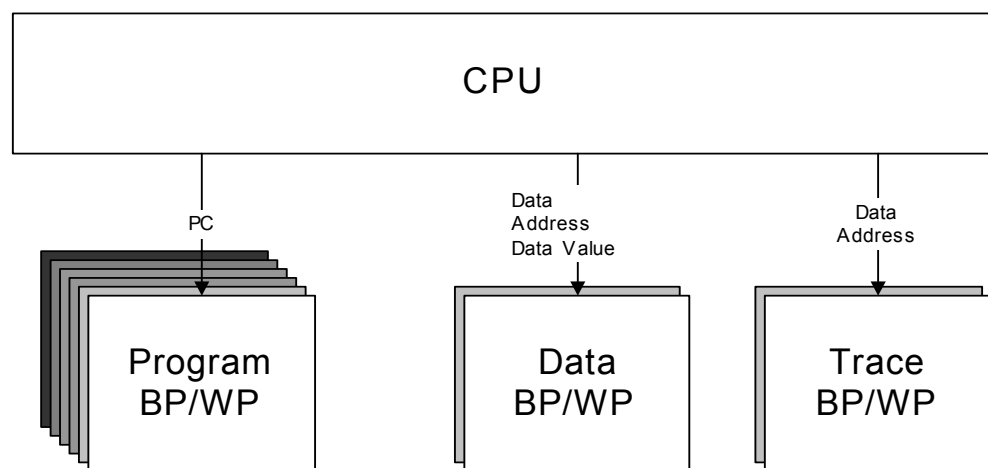 CPU
PC
Data
Address
Data Value
Data
Address
Program
BP/WP
Data
BP/WP
Trace
BP/WP